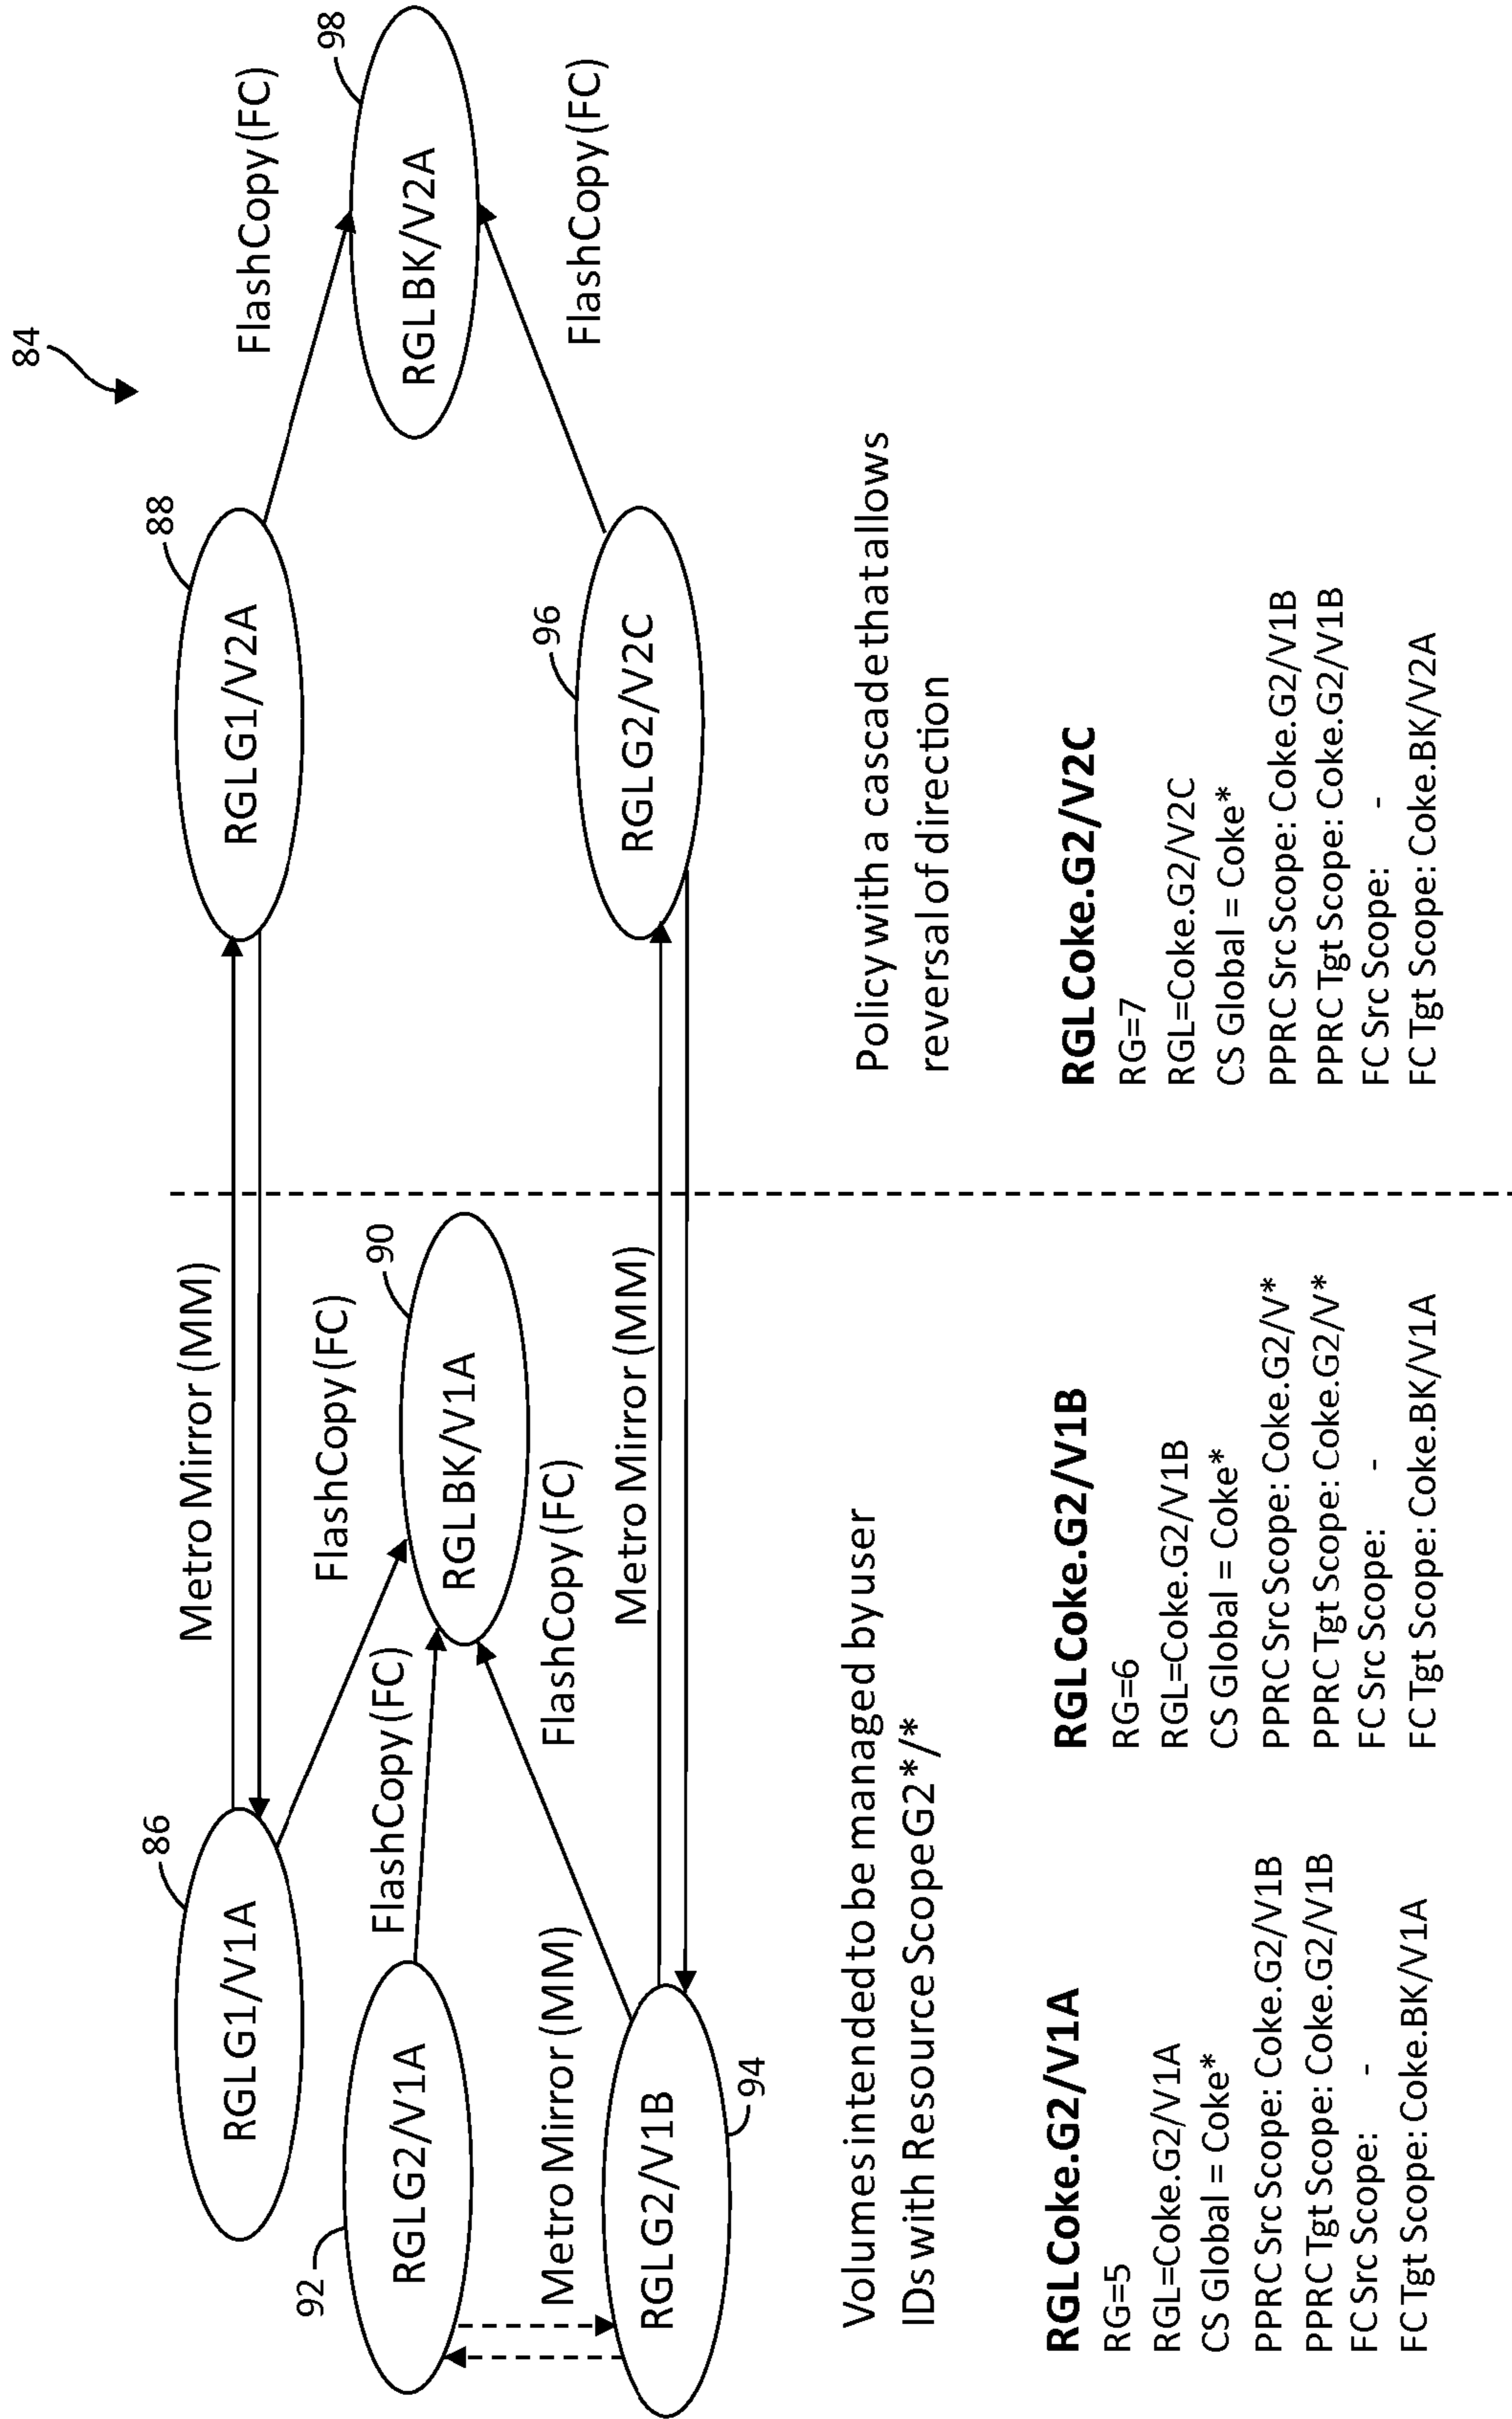 84
86
RGL G1/V1A
Metro Mirror (MM)
88
RGL G1/V2A
FlashCopy (FC)
98
RGL BK/V2A
FlashCopy (FC)
92
RGL G2/V1A
FlashCopy (FC)
FlashCopy (FC)
90
RGL BK/V1A
Metro Mirror (MM)
FlashCopy (FC)
94
RGL G2/V1B
Metro Mirror (MM)
96
RGL G2/V2C
Volumes intended to be managed by user
IDs with Resource Scope G2*/*
Policy with a cascade that allows
reversal of direction
RGL Coke.G2/V1A
RG=5
RGL=Coke.G2/V1A
CS Global = Coke*
PPRC Src Scope: Coke.G2/V1B
PPRC Tgt Scope: Coke.G2/V1B
FC Src Scope: -
FC Tgt Scope: Coke.BK/V1A
RGL Coke.G2/V1B
RG=6
RGL=Coke.G2/V1B
CS Global = Coke*
PPRC Src Scope: Coke.G2/V*
PPRC Tgt Scope: Coke.G2/V*
FC Src Scope: -
FC Tgt Scope: Coke.BK/V1A
RGL Coke.G2/V2C
RG=7
RGL=Coke.G2/V2C
CS Global = Coke*
PPRC Src Scope: Coke.G2/V1B
PPRC Tgt Scope: Coke.G2/V1B
FC Src Scope: -
FC Tgt Scope: Coke.BK/V2A